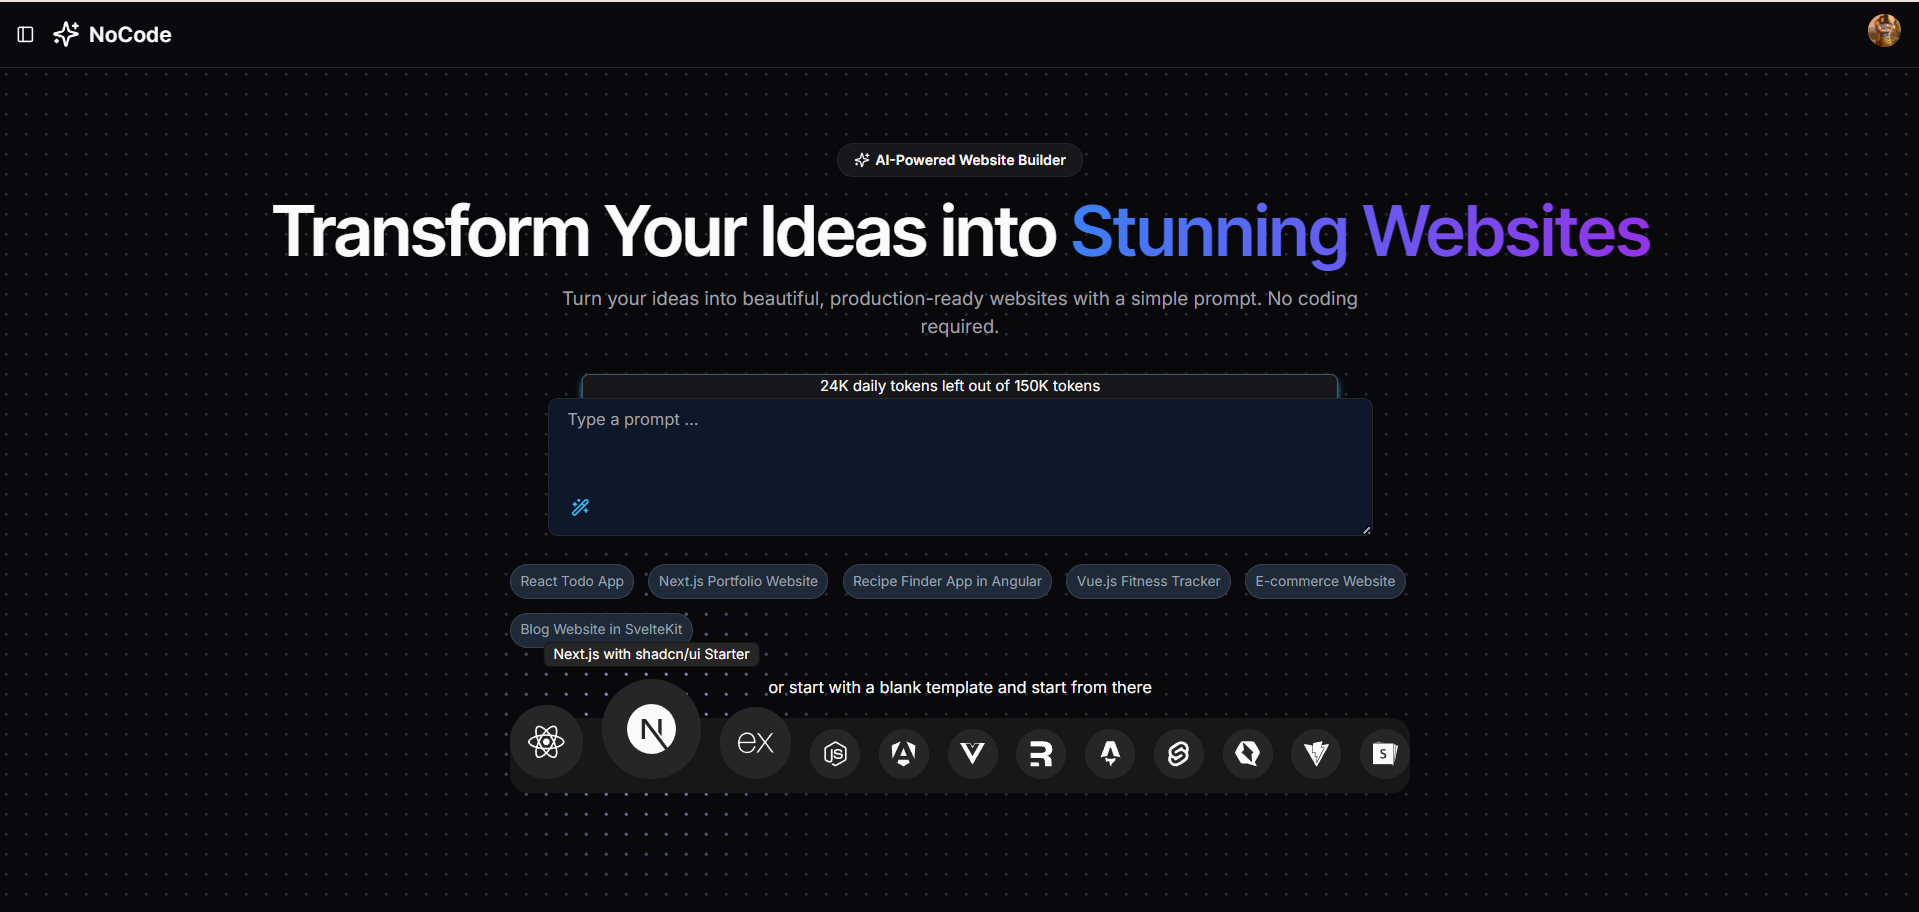 NoCode
AI-Powered Website Builder
Transform Your Ideas into Stunning Websites
Turn your ideas into beautiful, production-ready websites with a simple prompt. No coding
required.
24K daily tokens left out of 150K tokens
Type a prompt ...
React Todo App
Next.js Portfolio Website
Recipe Finder App in Angular
Vue.js Fitness Tracker
E-commerce Website
Blog Website in SvelteKit
Next.js with shadcn/ui Starter
or start with a blank template and start from there
N
ex
JS
S